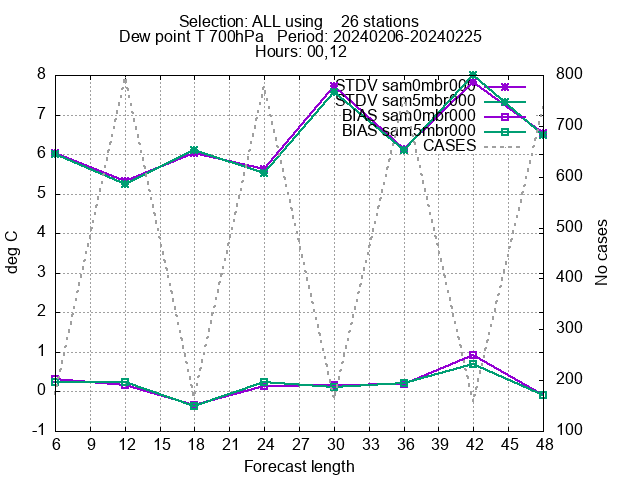 Selection: ALL using    26 stations
Dew point T 700hPa   Period: 20240206-20240225
Hours: 00,12
STDV sam0mbr000
STDV sam5mbr000
BIAS sam0mbr000
BIAS sam5mbr000
CASES
deg C
8
7
6
5
4
3
2
1
0
-1
No cases
800
700
600
500
400
300
200
100
6 9 12 15 18 21 24 27 30 33 36 39 42 45 48
Forecast length